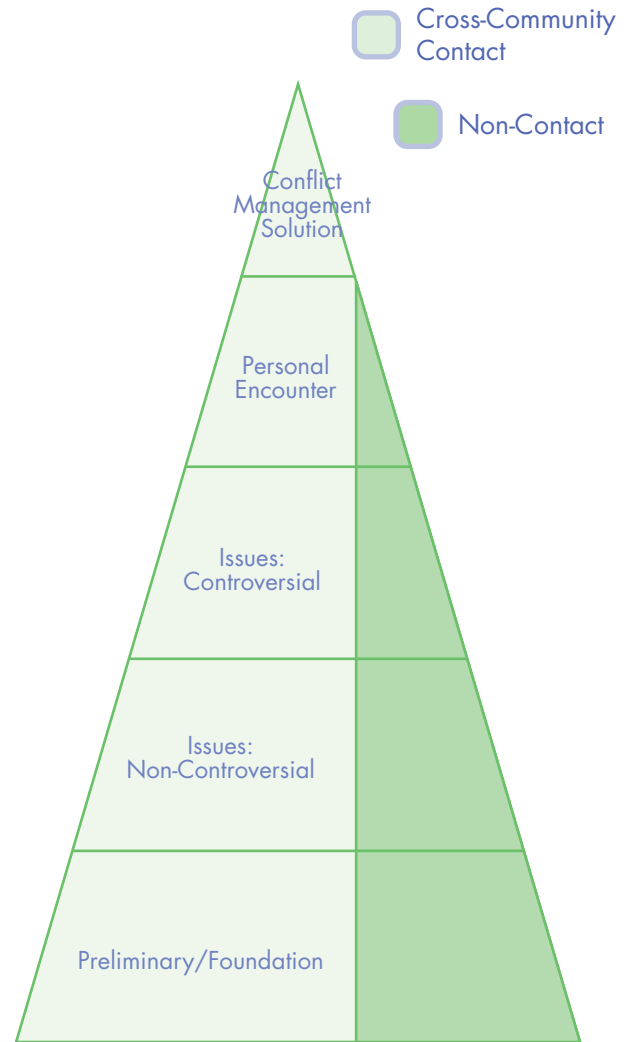 Cross-Community
Contact
Non-Contact
Conflict
Management
Solution
Personal
Encounter
Issues:
Controversial
Issues:
Non-Controversial
Preliminary/Foundation